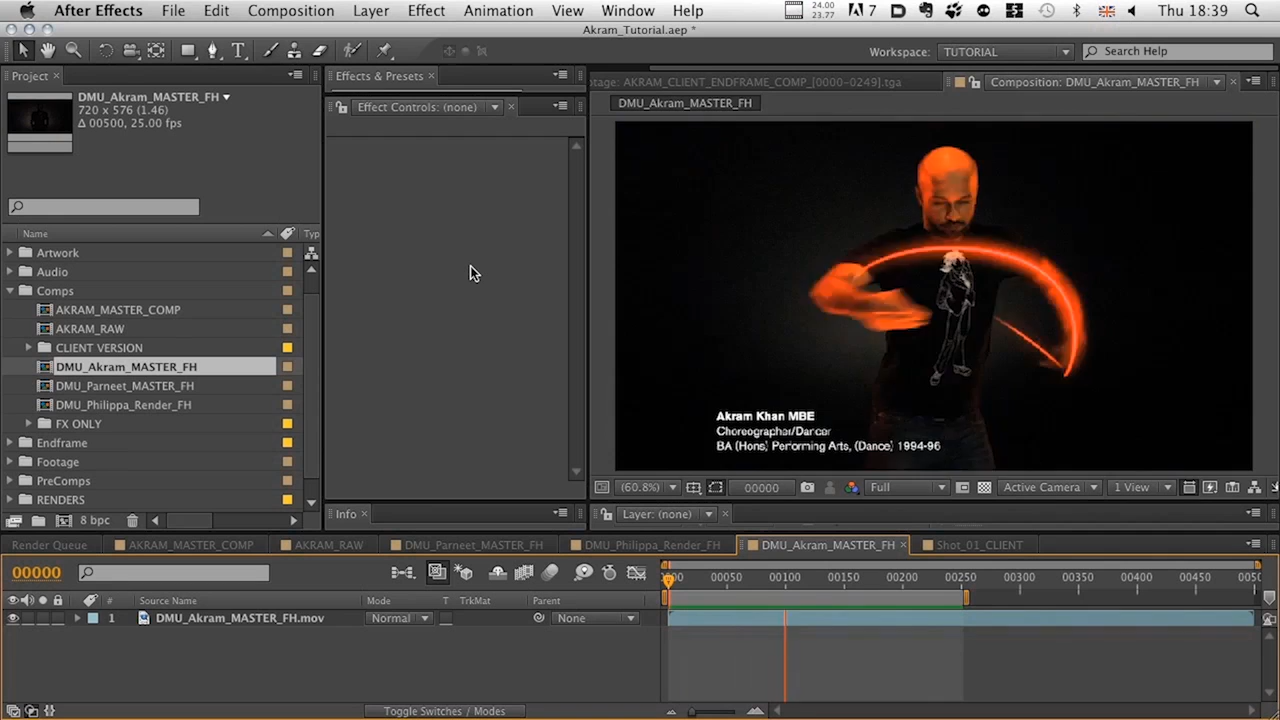 After Effects File Edit Composition Layer Effect Animation View Window Help 24.00 23.77 7 Thu 18:39
Akram_Tutorial.aep *
T Workspace: TUTORIAL Search Help
Project Effects & Presets otage: AKRAM_CLIENT_ENDFRAME_COMP_[0000-0249].tga Composition: DMU_Akram_MASTER_FH
DMU_Akram_MASTER_FH
720 x 576 (1.46)
Δ 00500, 25.00 fps
Effect Controls: (none)
DMU_Akram_MASTER_FH
Name Typ
Artwork
Audio
Comps
AKRAM_MASTER_COMP
AKRAM_RAW
CLIENT VERSION
DMU_Akram_MASTER_FH
DMU_Parneet_MASTER_FH
DMU_Philippa_Render_FH
FX ONLY
Endframe
Footage
PreComps
RENDERS
8 bpc
Akram Khan MBE
Choreographer/Dancer
BA (Hons) Performing Arts, (Dance) 1994-96
(60.8%) 00000 Full Active Camera 1 View
Info Layer: (none)
Render Queue AKRAM_MASTER_COMP AKRAM_RAW DMU_Parneet_MASTER_FH DMU_Philippa_Render_FH DMU_Akram_MASTER_FH Shot_01_CLIENT
00000 00050 00100 00150 00200 00250 00300 00350 00400 00450
# Source Name Mode T TrkMat Parent
1 DMU_Akram_MASTER_FH.mov Normal None
Toggle Switches / Modes